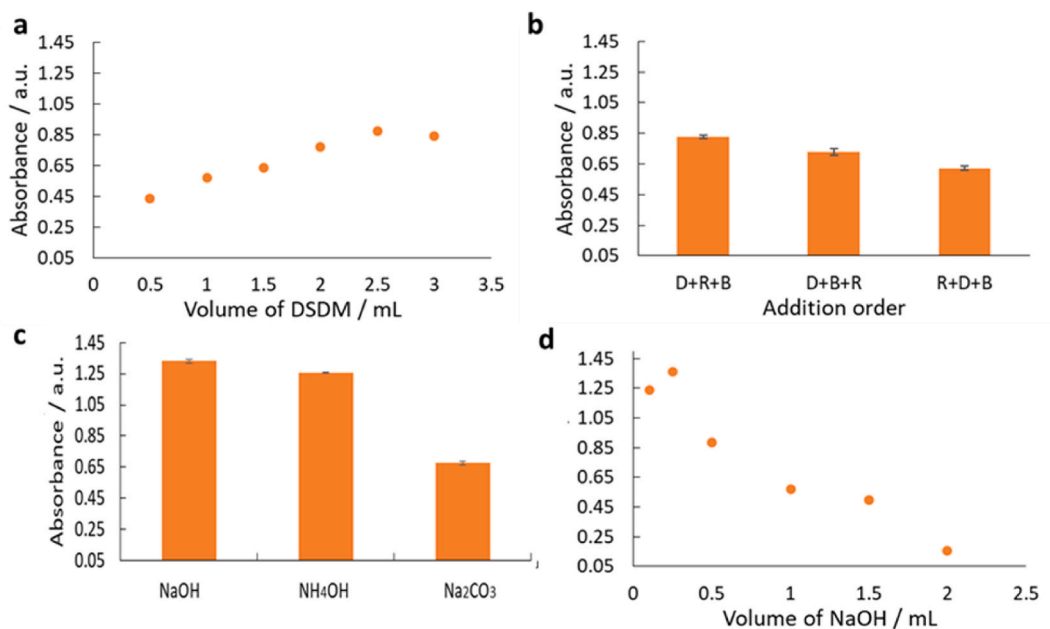 a
Absorbance / a.u.
1.45
1.25
1.05
0.85
0.65
0.45
0.25
0.05
0 0.5 1 1.5 2 2.5 3 3.5
Volume of DSDM / mL
b
Absorbance / a.u.
1.45
1.25
1.05
0.85
0.65
0.45
0.25
0.05
D+R+B D+B+R R+D+B
Addition order
c
Absorbance / a.u.
1.45
1.25
1.05
0.85
0.65
0.45
0.25
0.05
NaOH NH4OH Na2CO3
d
1.45
1.25
1.05
0.85
0.65
0.45
0.25
0.05
0 0.5 1 1.5 2 2.5
Volume of NaOH / mL